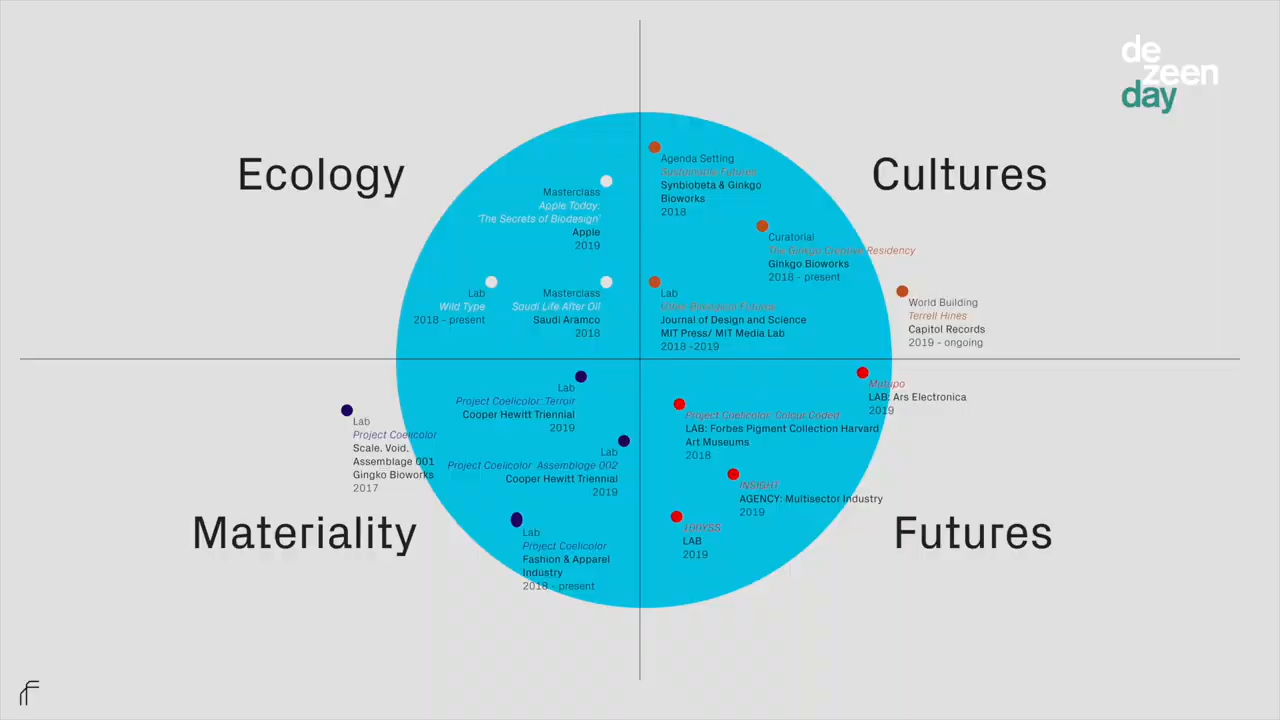 de
zeen
day
Ecology
Cultures
Agenda Setting
Sustainable Futures
Synbiobeta & Ginkgo
Bioworks
2018
Masterclass
Apple Today:
'The Secrets of Biodesign'
Apple
2019
Curatorial
The Ginkgo Creative Residency
Ginkgo Bioworks
2018 - present
Lab
Wild Type
2018 - present
Masterclass
Saudi Life After Oil
Saudi Aramco
2018
Lab
Other Biological Futures
Journal of Design and Science
MIT Press/ MIT Media Lab
2018 -2019
World Building
Terrell Hines
Capitol Records
2019 - ongoing
Lab
Project Coelicolor: Terroir
Cooper Hewitt Triennial
2019
Mutupo
LAB: Ars Electronica
2019
Lab
Project Coelicolor
Scale, Void,
Assemblage 001
Gingko Bioworks
2017
Project Coelicolor: Colour Coded
LAB: Forbes Pigment Collection Harvard
Art Museums
2018
Lab
Project Coelicolor: Assemblage 002
Cooper Hewitt Triennial
2019
INSIGHT
AGENCY: Multisector Industry
2019
Materiality
Futures
Lab
Project Coelicolor
Fashion & Apparel
Industry
2018 - present
LAB
2019